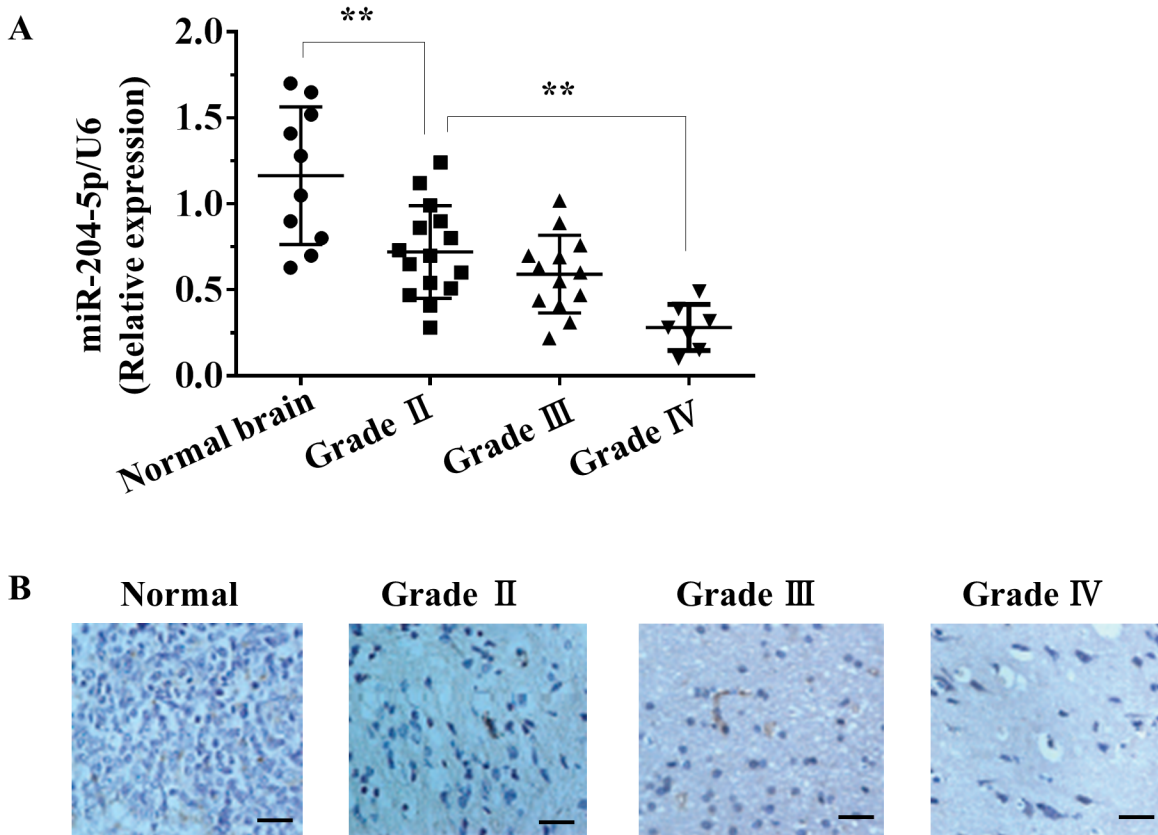 A
miR-204-5p/U6
(Relative expression)
2.0
1.5
1.0
0.5
0.0
**
**
Normal brain
Grade Ⅱ
Grade Ⅲ
Grade Ⅳ
B
Normal
Grade Ⅱ
Grade Ⅲ
Grade Ⅳ